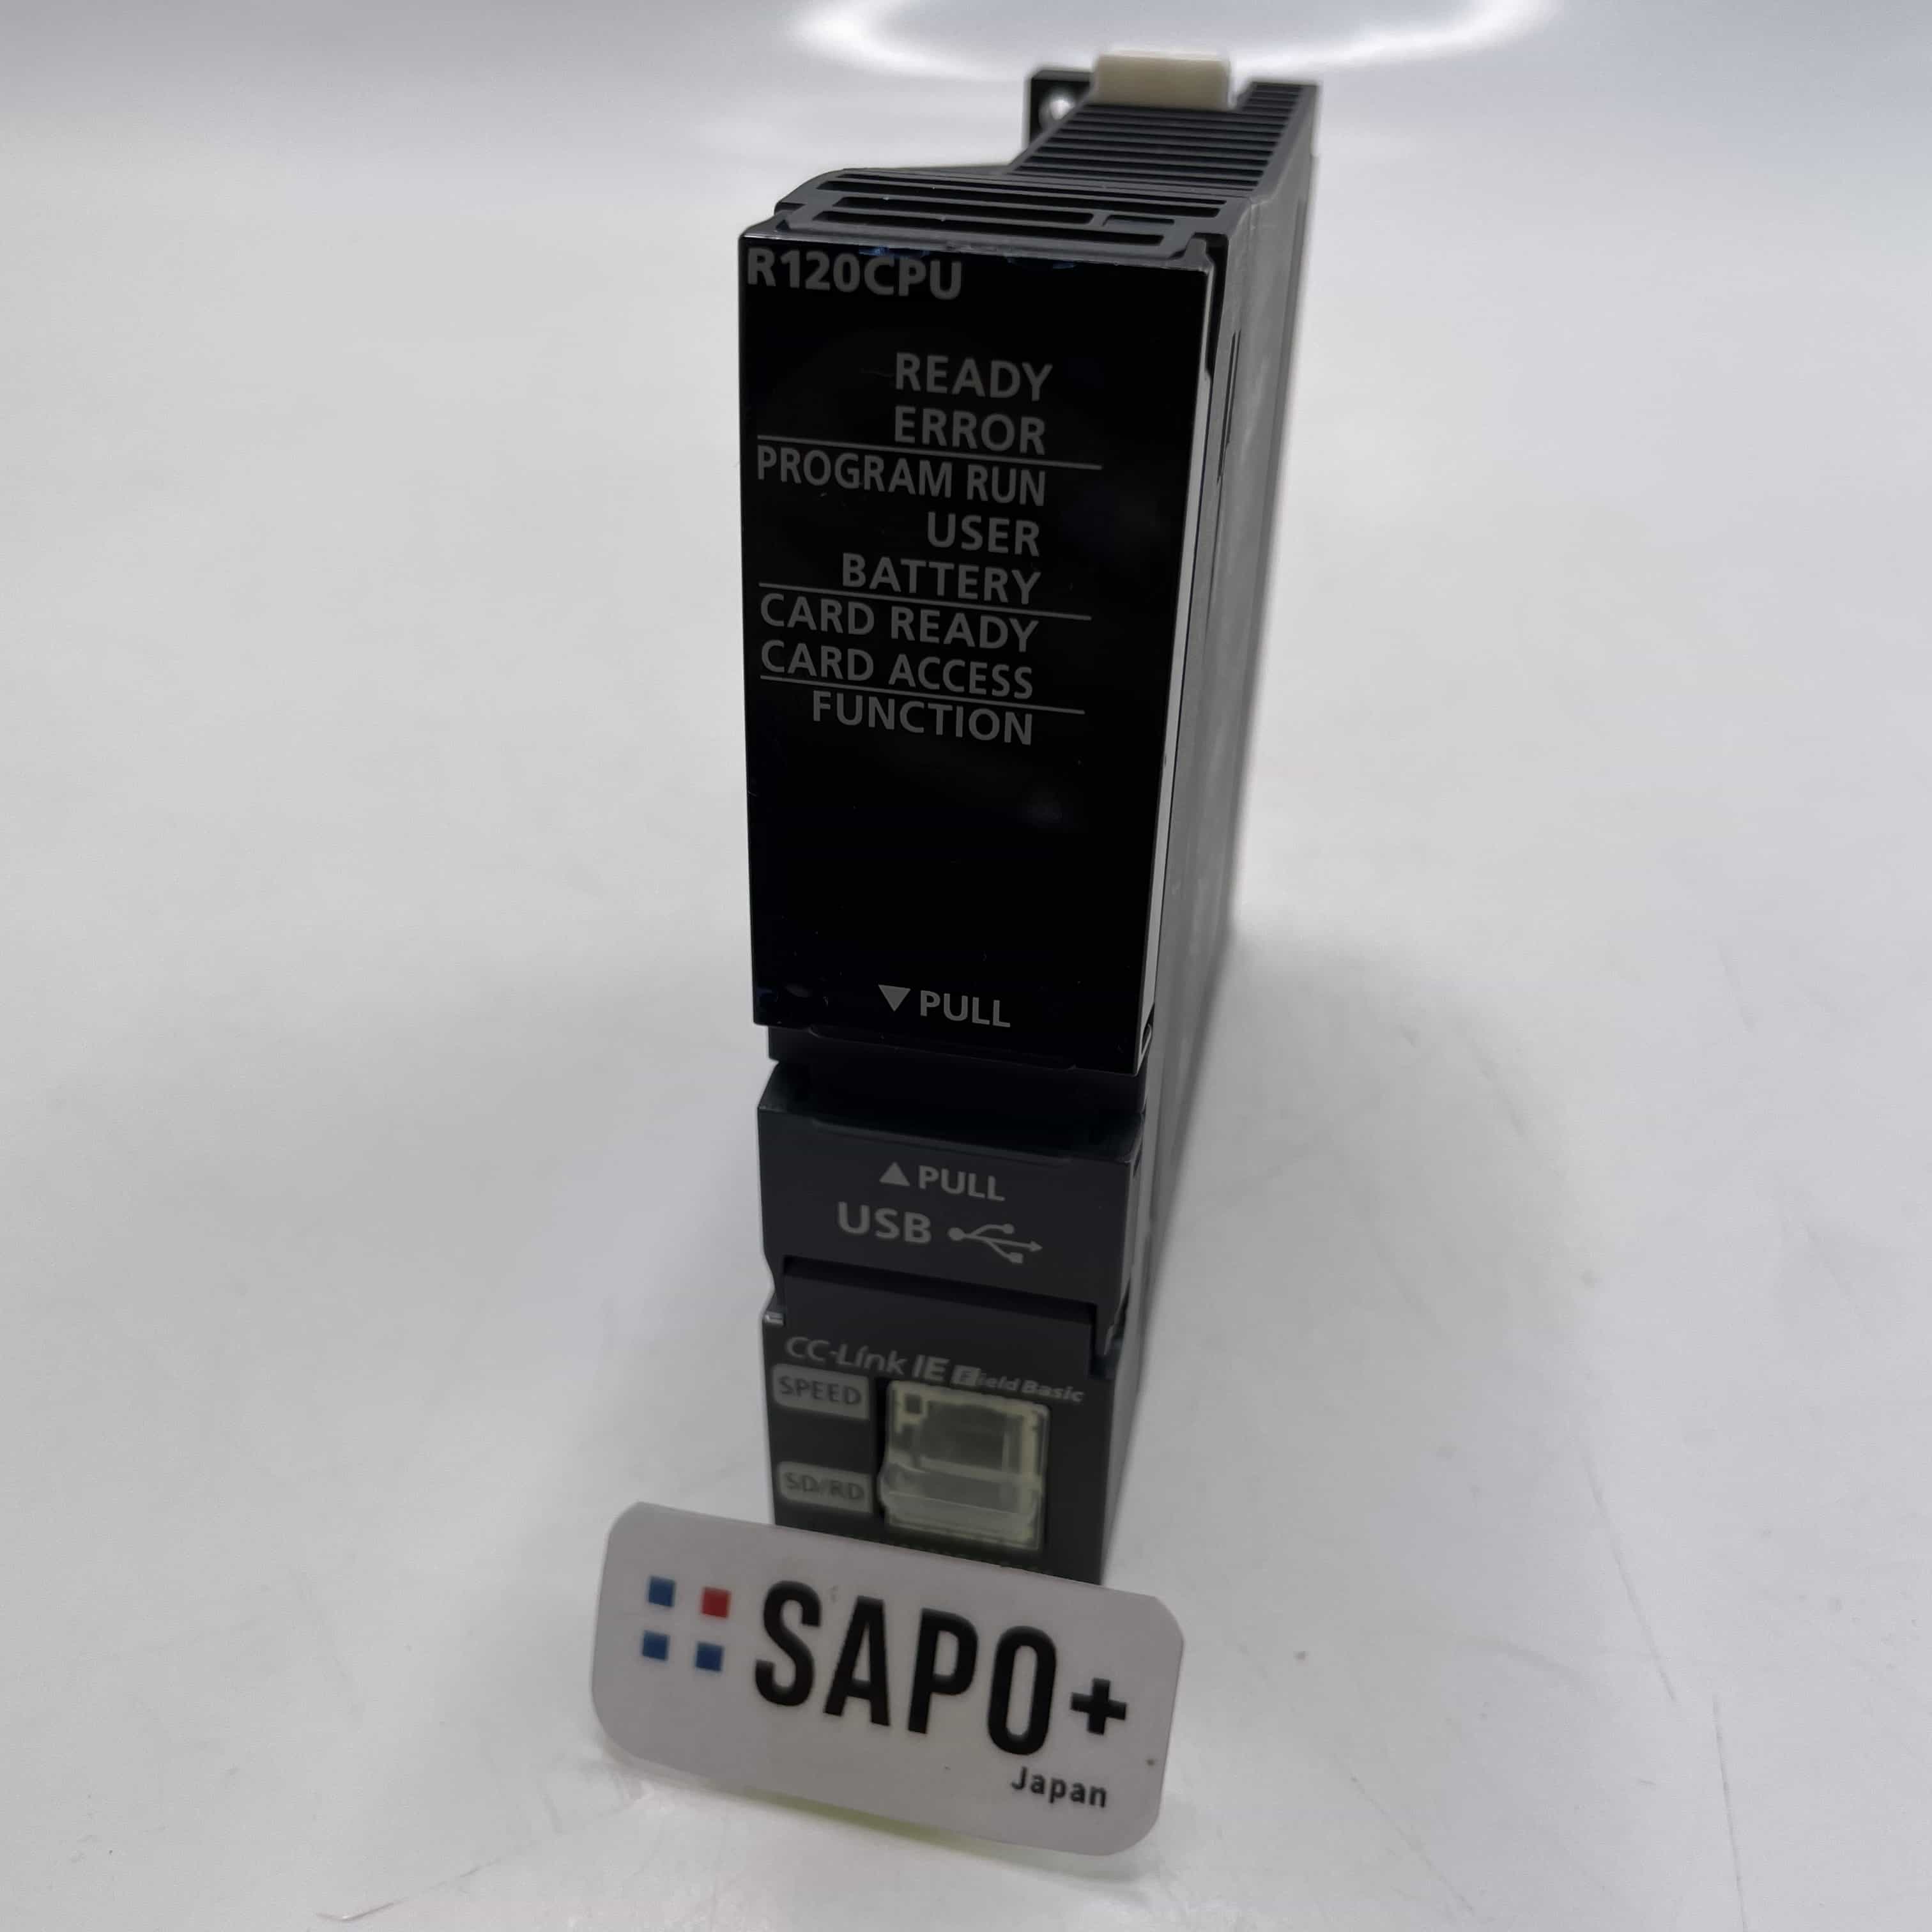 R120CPU
READY
ERROR
PROGRAM RUN
USER
BATTERY
CARD READY
CARD ACCESS
FUNCTION
▼ PULL
▲ PULL
USB
CC-Link IE Field Basic
SPEED
SD/RD
SAPO+
Japan